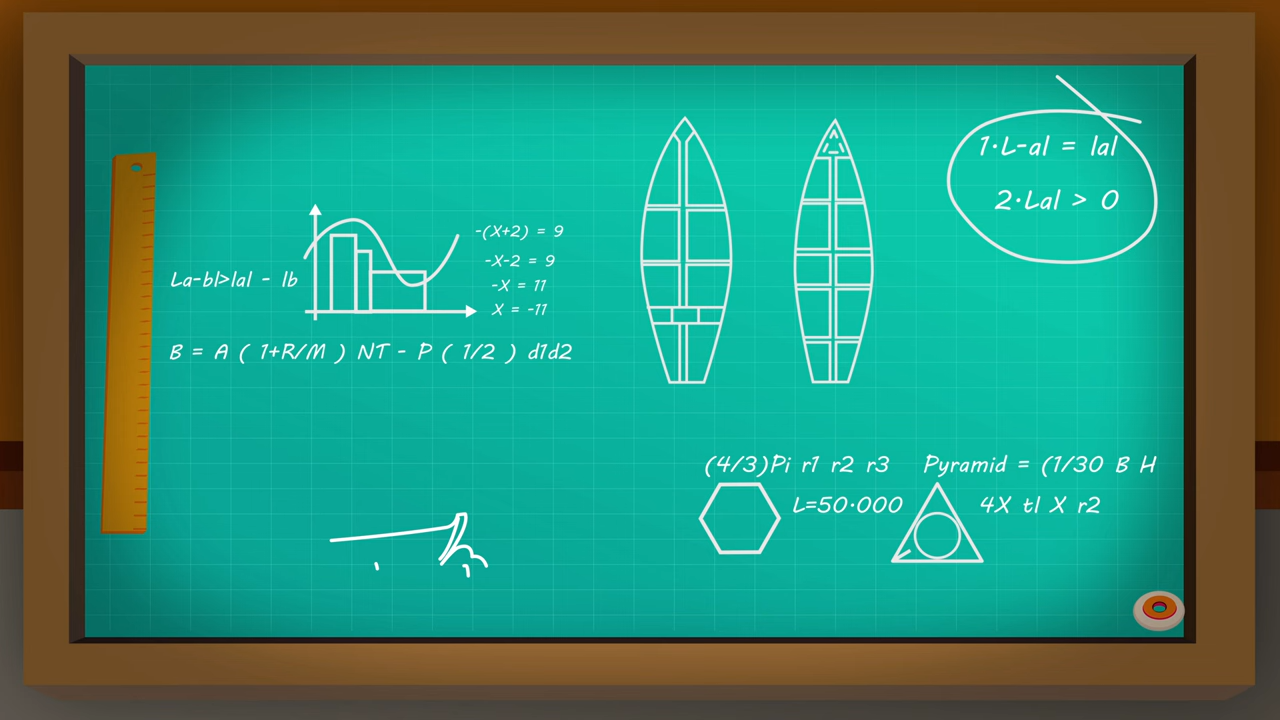 La-bl>lal - lb
-(X+2) = 9
-X-2 = 9
-X = 11
X = -11
B = A ( 1+R/M ) NT - P ( 1/2 ) d1d2
1·L-al = lal
2·Lal > 0
(4/3)Pi r1 r2 r3
Pyramid = (1/30 B H
L=50·000
4X tl X r2